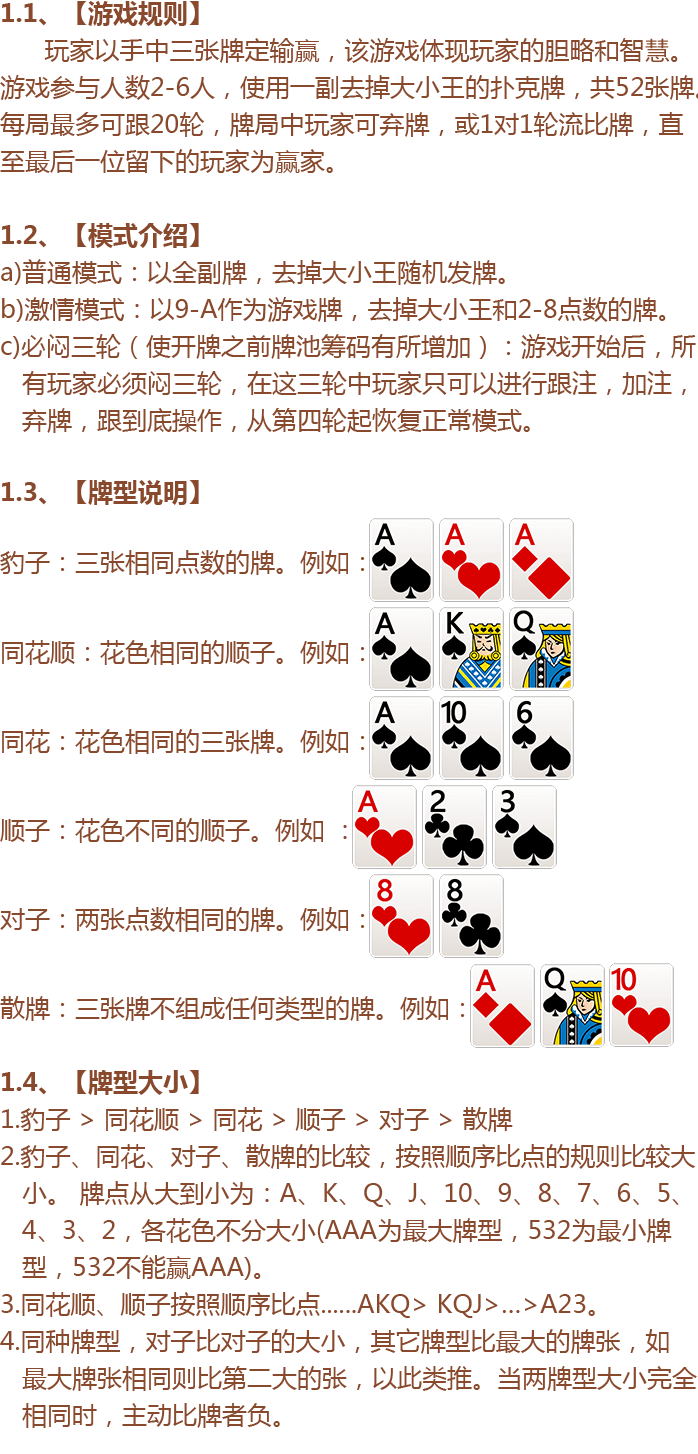 1.1、【游戏规则】
玩家以手中三张牌定输赢，该游戏体现玩家的胆略和智慧。
游戏参与人数2-6人，使用一副去掉大小王的扑克牌，共52张牌.
每局最多可跟20轮，牌局中玩家可弃牌，或1对1轮流比牌，直
至最后一位留下的玩家为赢家。
1.2、【模式介绍】
a)普通模式：以全副牌，去掉大小王随机发牌。
b)激情模式：以9-A作为游戏牌，去掉大小王和2-8点数的牌。
c)必闷三轮（使开牌之前牌池筹码有所增加）：游戏开始后，所
有玩家必须闷三轮，在这三轮中玩家只可以进行跟注，加注，
弃牌，跟到底操作，从第四轮起恢复正常模式。
1.3、【牌型说明】
豹子：三张相同点数的牌。例如： A A A
同花顺：花色相同的顺子。例如： A K Q
同花：花色相同的三张牌。例如： A 10 6
顺子：花色不同的顺子。例如 ： A 2 3
对子：两张点数相同的牌。例如： 8 8
散牌：三张牌不组成任何类型的牌。例如： A Q 10
1.4、【牌型大小】
1.豹子 > 同花顺 > 同花 > 顺子 > 对子 > 散牌
2.豹子、同花、对子、散牌的比较，按照顺序比点的规则比较大
小。 牌点从大到小为：A、K、Q、J、10、9、8、7、6、5、
4、3、2，各花色不分大小(AAA为最大牌型，532为最小牌
型，532不能赢AAA)。
3.同花顺、顺子按照顺序比点......AKQ> KQJ>...>A23。
4.同种牌型，对子比对子的大小，其它牌型比最大的牌张，如
最大牌张相同则比第二大的张，以此类推。当两牌型大小完全
相同时，主动比牌者负。